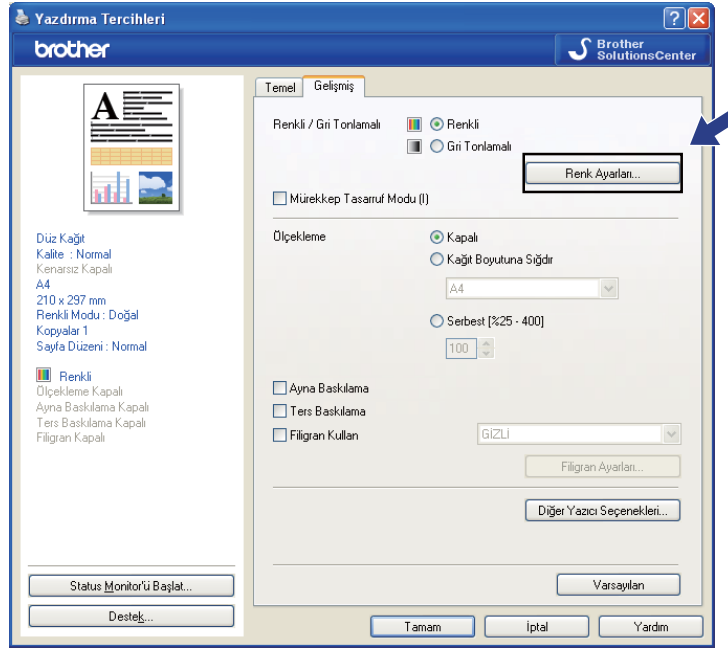 Yazdırma Tercihleri
brother
Brother
SolutionsCenter
A
Düz Kağıt
Kalite : Normal
Kenarsız Kapalı
A4
210 x 297 mm
Renkli Modu : Doğal
Kopyalar 1
Sayfa Düzeni : Normal
Renkli
Ölçekleme Kapalı
Ayna Baskılama Kapalı
Ters Baskılama Kapalı
Filigran Kapalı
Status Monitor'ü Başlat...
Destek...
Temel Gelişmiş
Renkli / Gri Tonlamalı Renkli
Gri Tonlamalı
Renk Ayarları...
Mürekkep Tasarruf Modu (I)
Ölçekleme Kapalı
Kağıt Boyutuna Sığdır
A4
Serbest [%25 - 400]
100
Ayna Baskılama
Ters Baskılama
Filigran Kullan GİZLİ
Filigran Ayarları...
Diğer Yazıcı Seçenekleri...
Varsayılan
Tamam İptal Yardım